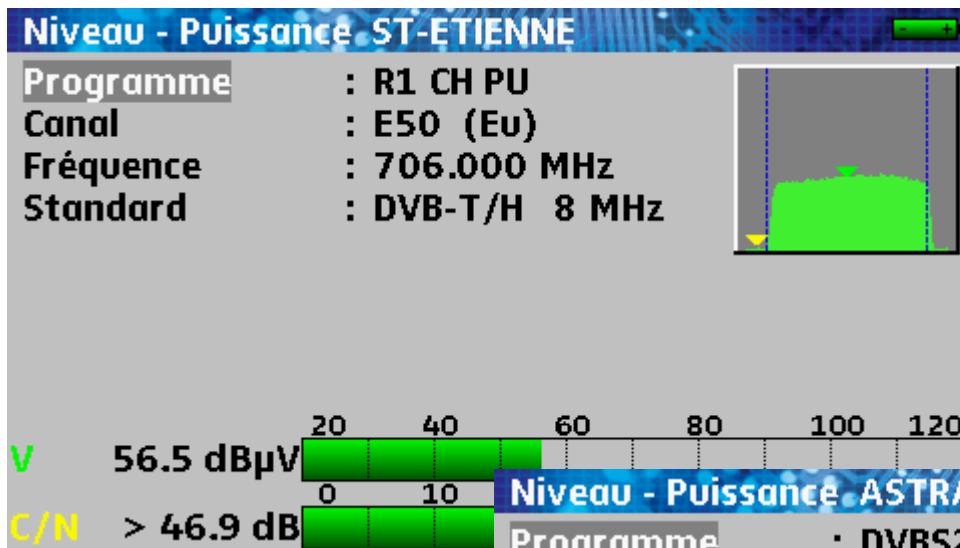 Niveau - Puissance ST-ETIENNE
Programme : R1 CH PU
Canal : E50 (Eu)
Fréquence : 706.000 MHz
Standard : DVB-T/H 8 MHz
20 40 60 80 100 120
V 56.5 dBµV
0 10
C/N > 46.9 dB
Niveau - Puissance ASTRA
Programme : DVBS2